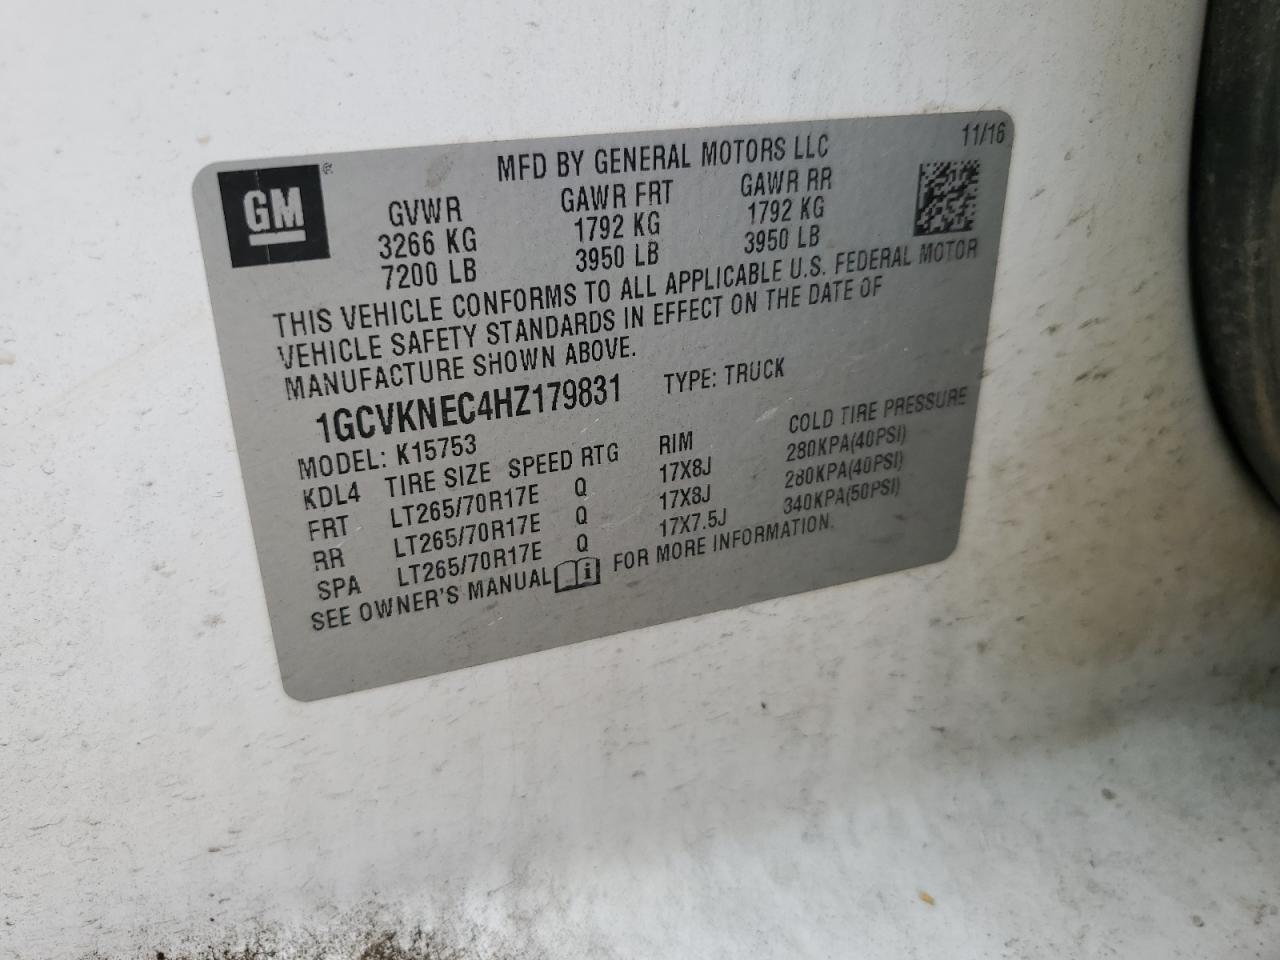 GM
MFD BY GENERAL MOTORS LLC 11/16
GVWR GAWR FRT GAWR RR
3266 KG 1792 KG 1792 KG
7200 LB 3950 LB 3950 LB
THIS VEHICLE CONFORMS TO ALL APPLICABLE U.S. FEDERAL MOTOR
VEHICLE SAFETY STANDARDS IN EFFECT ON THE DATE OF
MANUFACTURE SHOWN ABOVE.
1GCVKNEC4HZ179831 TYPE: TRUCK
MODEL: K15753
KDL4 TIRE SIZE SPEED RTG RIM COLD TIRE PRESSURE
FRT LT265/70R17E Q 17X8J 280KPA(40PSI)
RR LT265/70R17E Q 17X8J 280KPA(40PSI)
SPA LT265/70R17E Q 17X7.5J 340KPA(50PSI)
SEE OWNER'S MANUAL i FOR MORE INFORMATION.